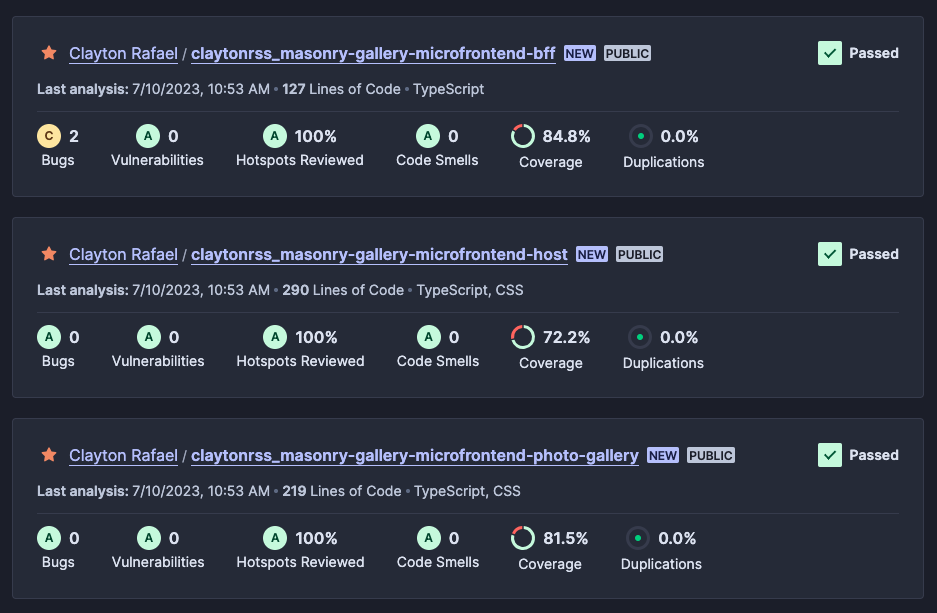 Clayton Rafael / claytonrss_masonry-gallery-microfrontend-bff NEW PUBLIC Passed
Last analysis: 7/10/2023, 10:53 AM • 127 Lines of Code • TypeScript
C 2 A 0 A 100% A 0 84.8% 0.0%
Bugs Vulnerabilities Hotspots Reviewed Code Smells Coverage Duplications
Clayton Rafael / claytonrss_masonry-gallery-microfrontend-host NEW PUBLIC Passed
Last analysis: 7/10/2023, 10:53 AM • 290 Lines of Code • TypeScript, CSS
A 0 A 0 A 100% A 0 72.2% 0.0%
Bugs Vulnerabilities Hotspots Reviewed Code Smells Coverage Duplications
Clayton Rafael / claytonrss_masonry-gallery-microfrontend-photo-gallery NEW PUBLIC Passed
Last analysis: 7/10/2023, 10:53 AM • 219 Lines of Code • TypeScript, CSS
A 0 A 0 A 100% A 0 81.5% 0.0%
Bugs Vulnerabilities Hotspots Reviewed Code Smells Coverage Duplications